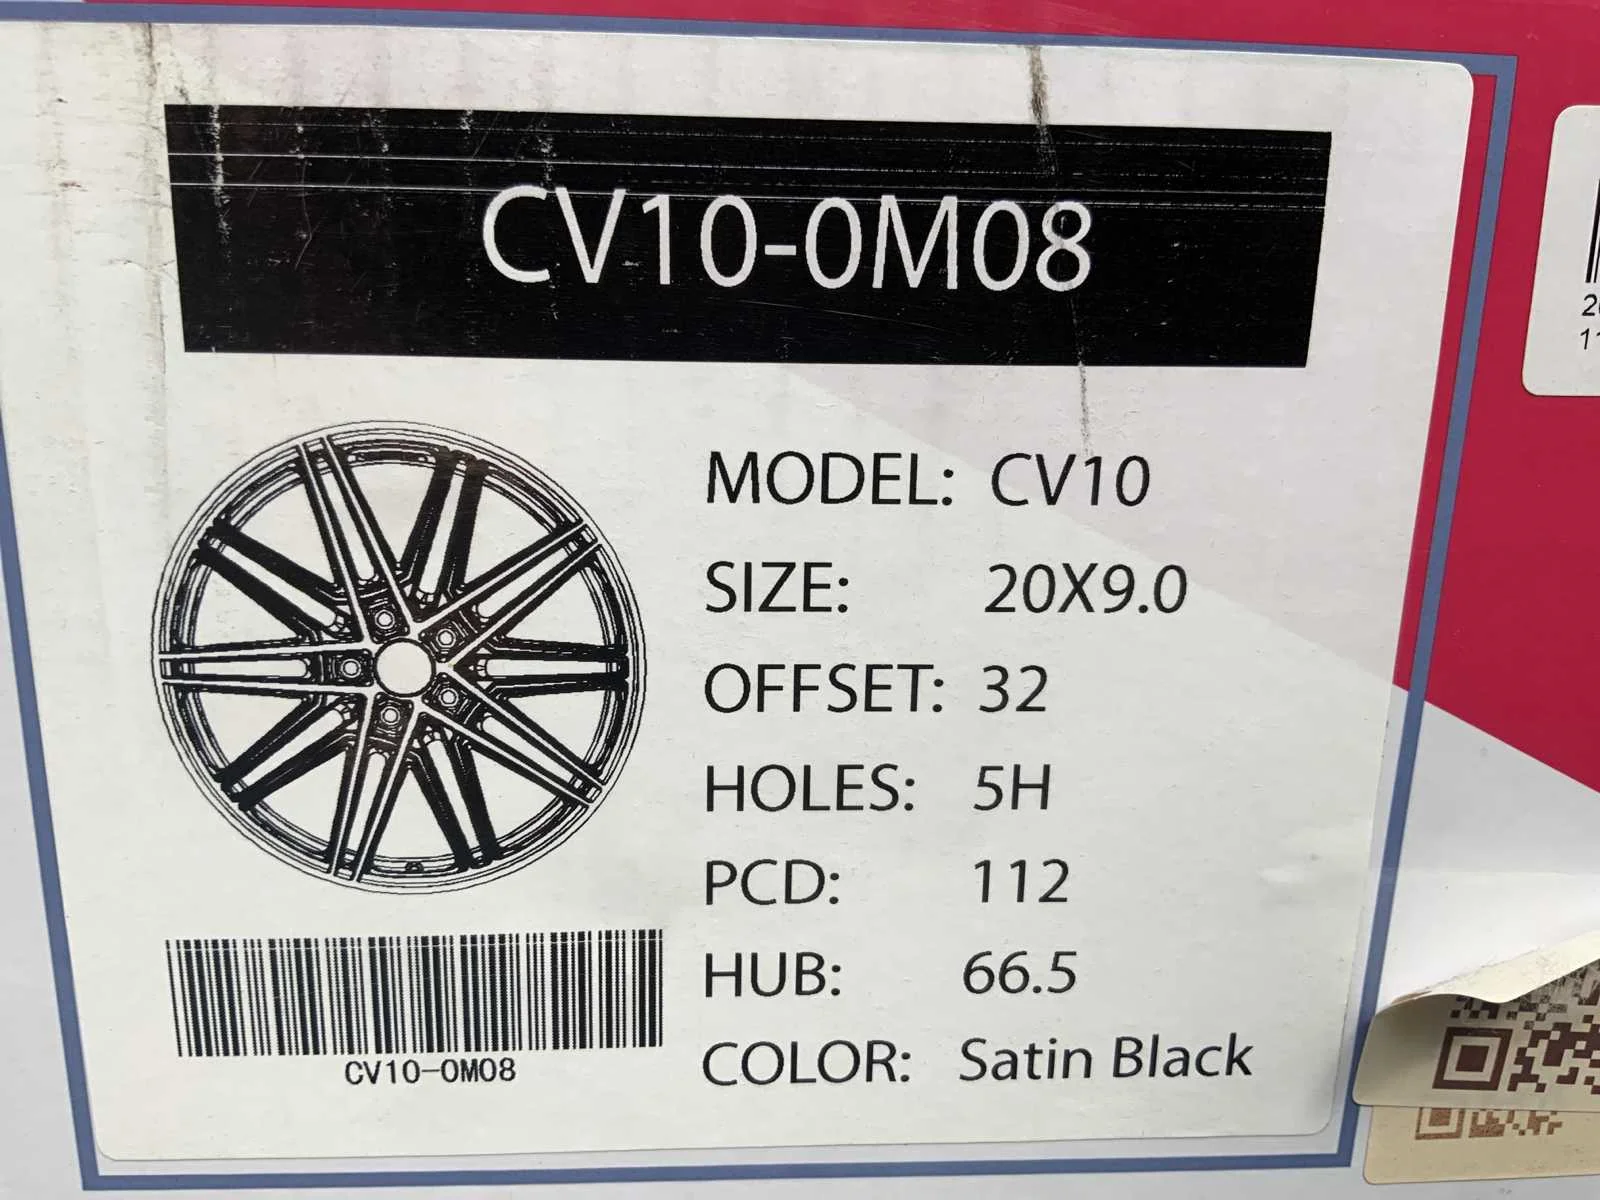 CV10-0M08
MODEL: CV10
SIZE: 20X9.0
OFFSET: 32
HOLES: 5H
PCD: 112
HUB: 66.5
COLOR: Satin Black
CV10-0M08